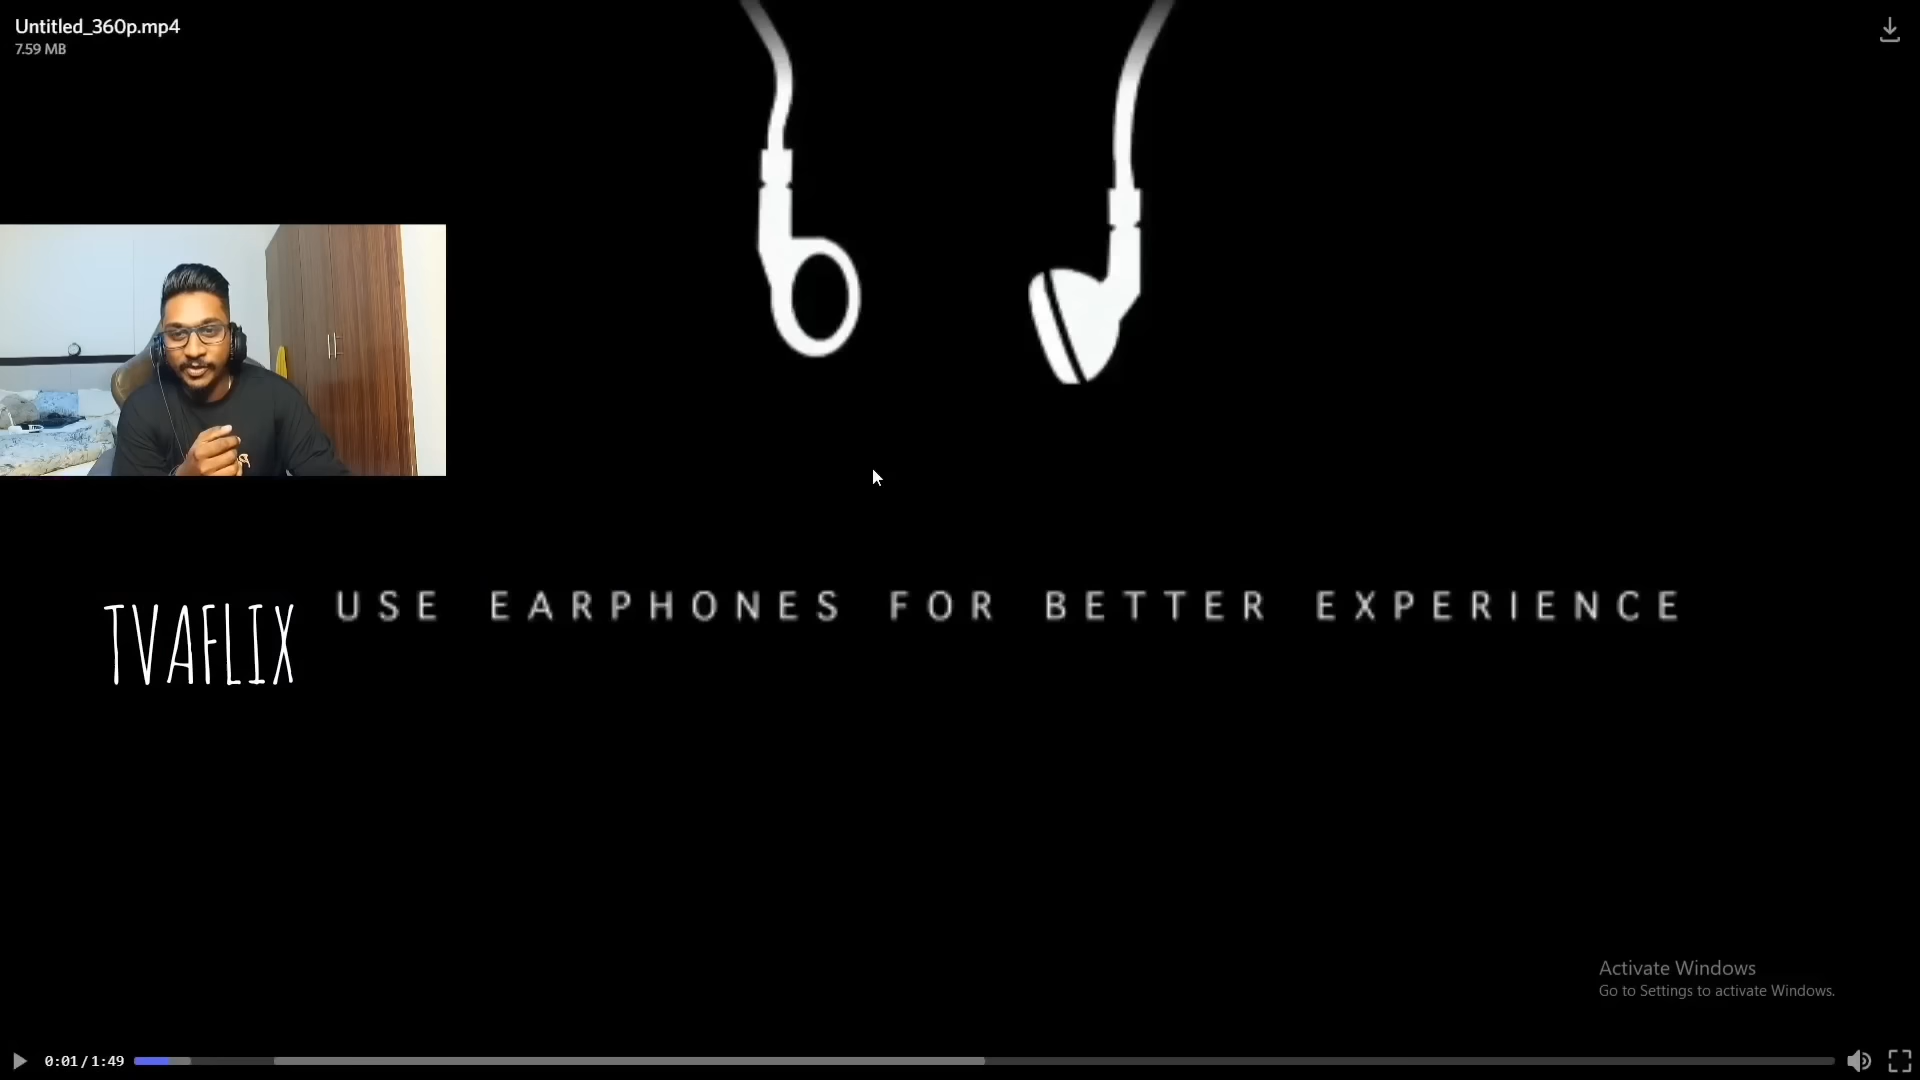 Untitled_360p.mp4
7.59 MB
USE EARPHONES FOR BETTER EXPERIENCE
TVAFLIX
Activate Windows
Go to Settings to activate Windows.
0:01/1:49